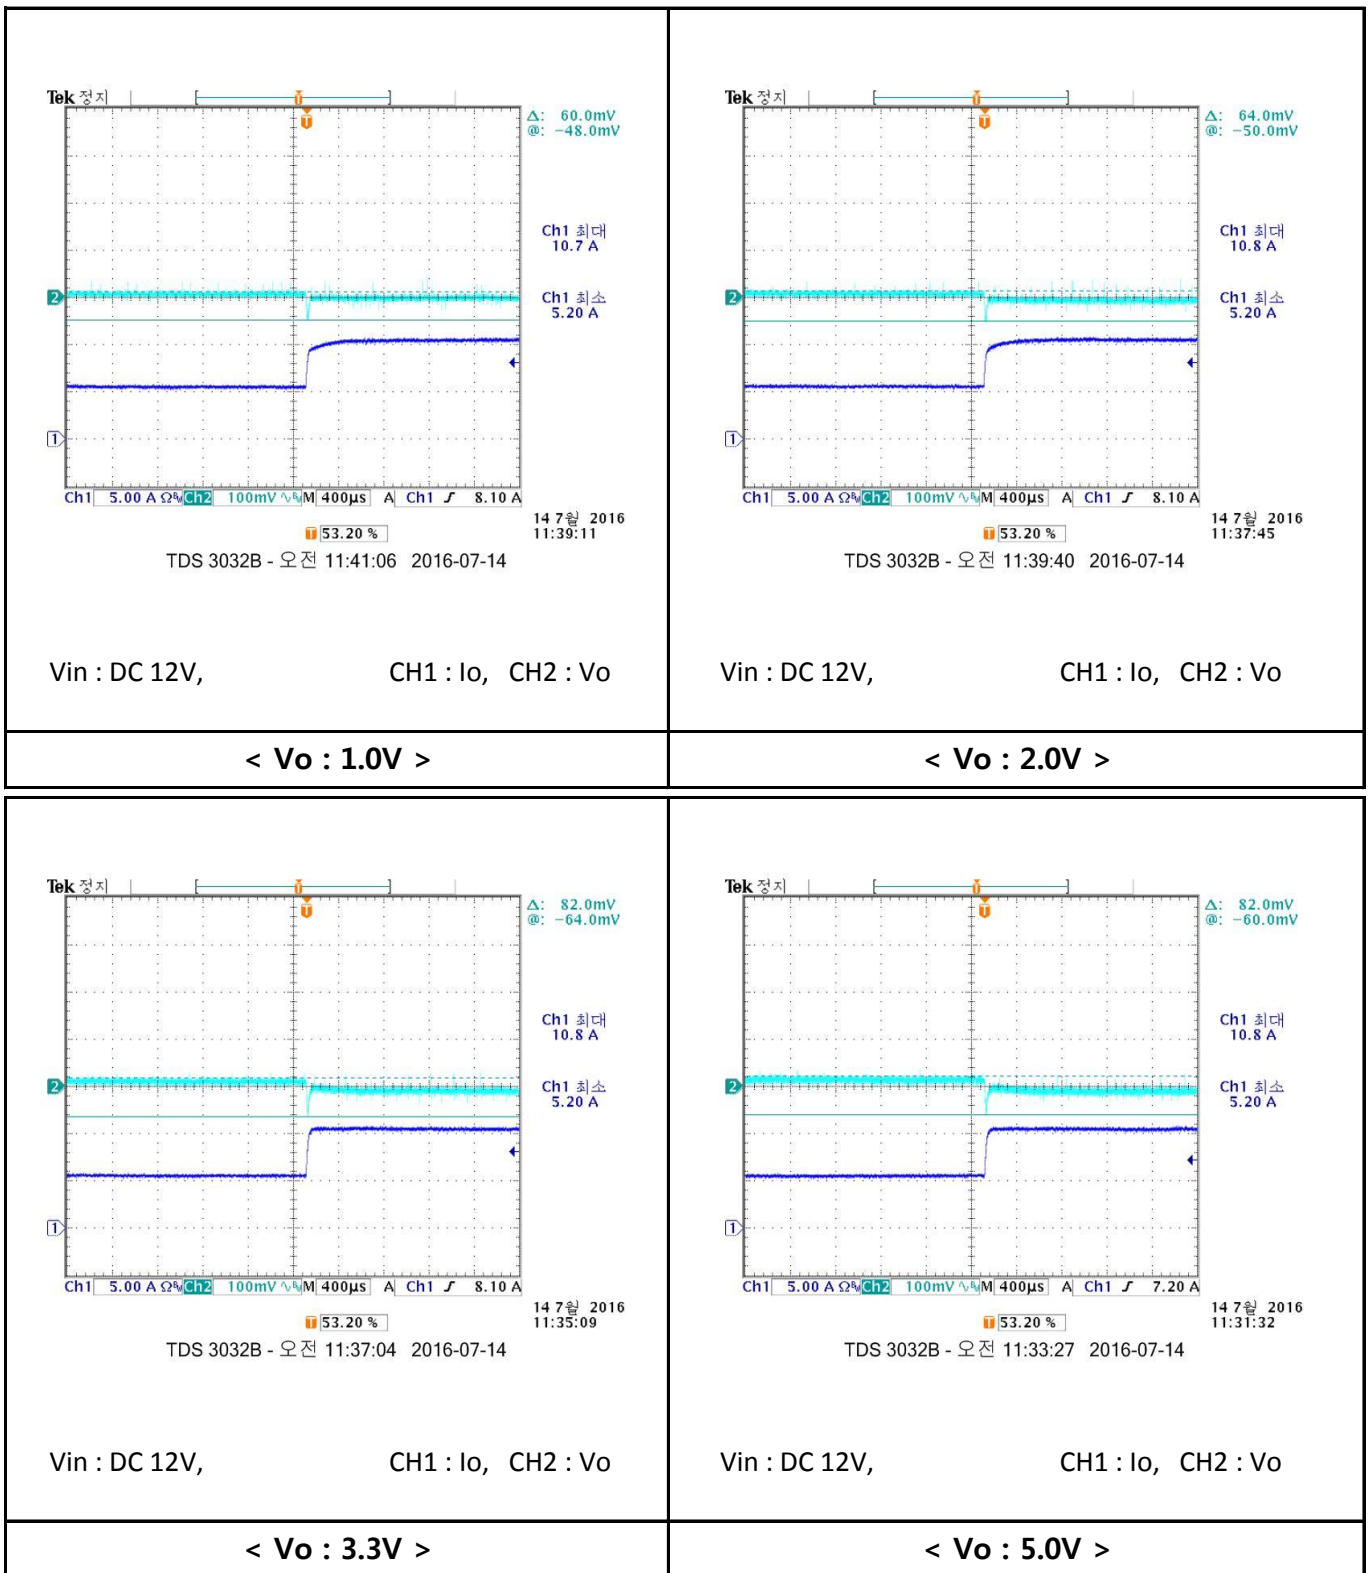 Tek 정지
T
T
Δ: 60.0mV
@: -48.0mV
Ch1 최대
10.7 A
2
Ch1 최소
5.20 A
1
Ch1 5.00 A Ω Ch2 100mV M 400µs A Ch1 8.10 A
14 7월 2016
11:39:11
T 53.20 %
TDS 3032B - 오전 11:41:06 2016-07-14
Vin : DC 12V, CH1 : Io, CH2 : Vo
< Vo : 1.0V >
Tek 정지
T
T
Δ: 64.0mV
@: -50.0mV
Ch1 최대
10.8 A
2
Ch1 최소
5.20 A
1
Ch1 5.00 A Ω Ch2 100mV M 400µs A Ch1 8.10 A
14 7월 2016
11:37:45
T 53.20 %
TDS 3032B - 오전 11:39:40 2016-07-14
Vin : DC 12V, CH1 : Io, CH2 : Vo
< Vo : 2.0V >
Tek 정지
T
T
Δ: 82.0mV
@: -64.0mV
Ch1 최대
10.8 A
2
Ch1 최소
5.20 A
1
Ch1 5.00 A Ω Ch2 100mV M 400µs A Ch1 8.10 A
14 7월 2016
11:35:09
T 53.20 %
TDS 3032B - 오전 11:37:04 2016-07-14
Vin : DC 12V, CH1 : Io, CH2 : Vo
< Vo : 3.3V >
Tek 정지
T
T
Δ: 82.0mV
@: -60.0mV
Ch1 최대
10.8 A
2
Ch1 최소
5.20 A
1
Ch1 5.00 A Ω Ch2 100mV M 400µs A Ch1 7.20 A
14 7월 2016
11:31:32
T 53.20 %
TDS 3032B - 오전 11:33:27 2016-07-14
Vin : DC 12V, CH1 : Io, CH2 : Vo
< Vo : 5.0V >